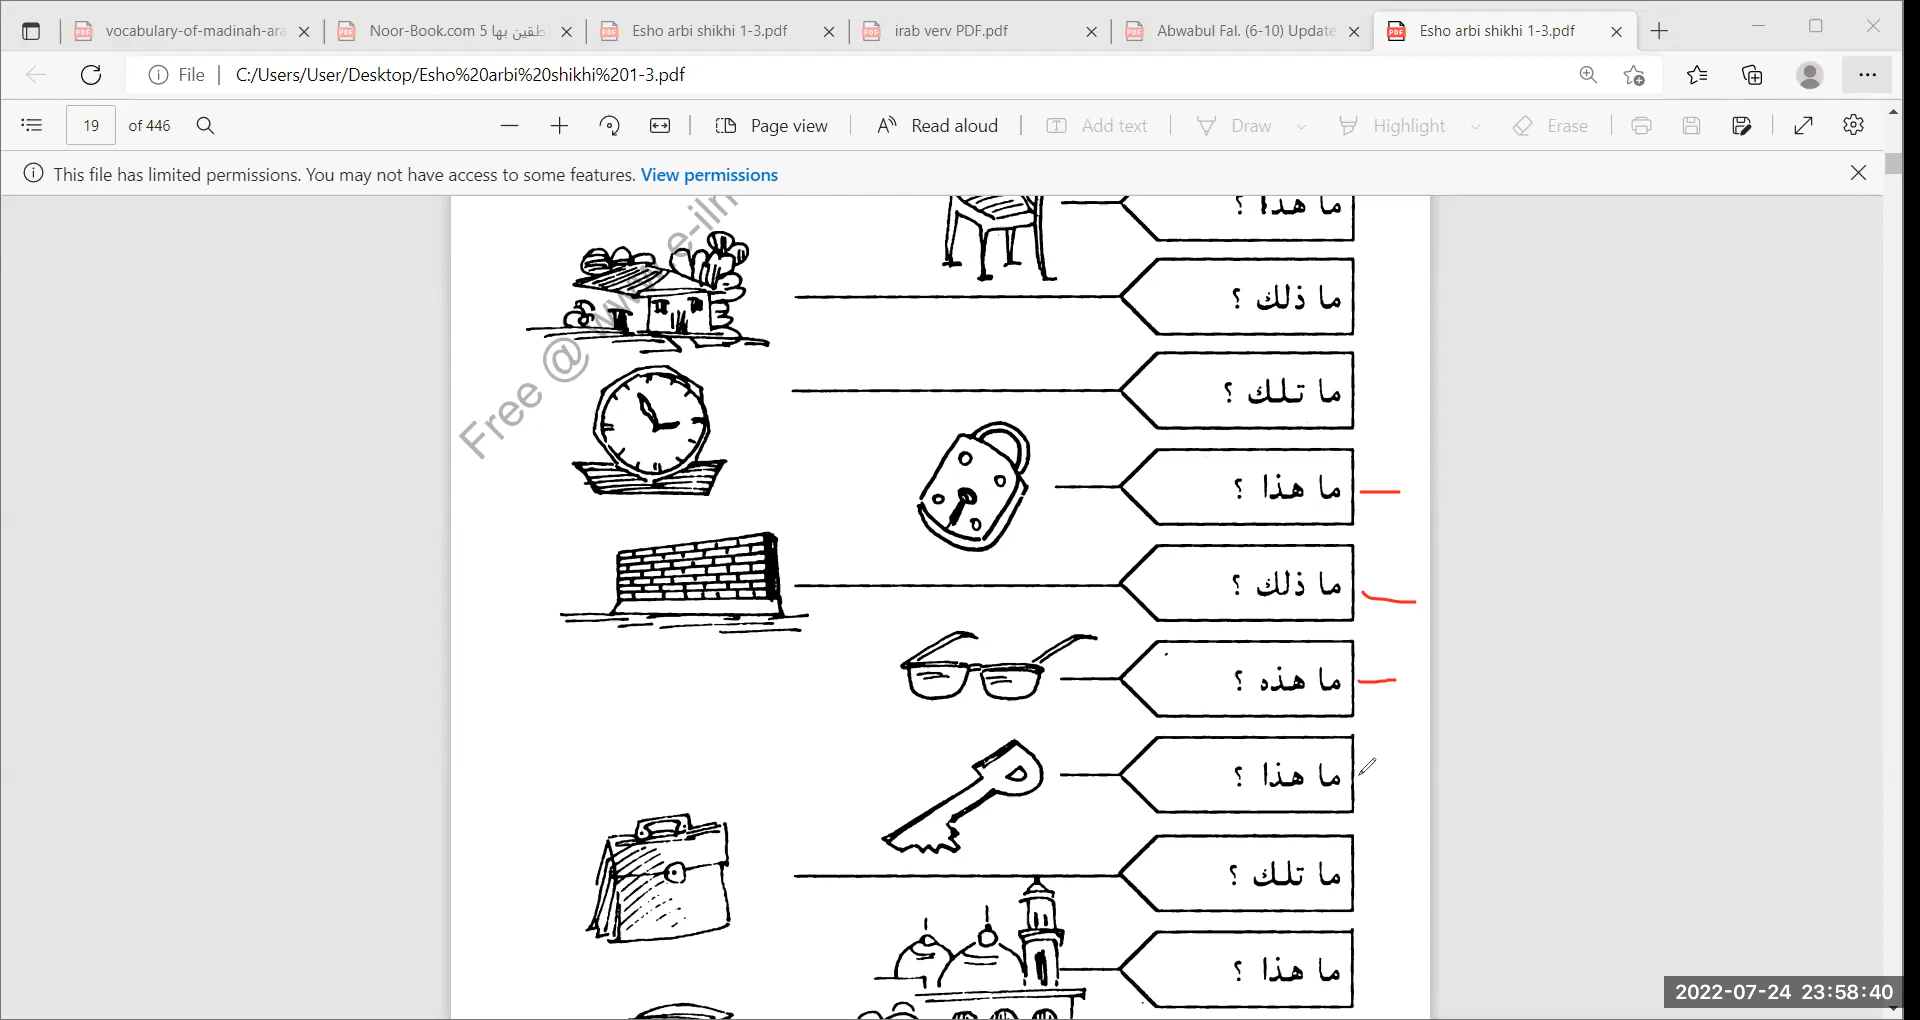 vocabulary-of-madinah-ara
Noor-Book.com 5 طقين بها
Esho arbi shikhi 1-3.pdf
irab verv PDF.pdf
Abwabul Fal. (6-10) Update
Esho arbi shikhi 1-3.pdf
File C:/Users/User/Desktop/Esho%20arbi%20shikhi%201-3.pdf
19 of 446 Page view Read aloud Add text Draw Highlight Erase
This file has limited permissions. You may not have access to some features. View permissions
ما هذا ؟
ما ذلك ؟
ما تلك ؟
ما هذا ؟
ما ذلك ؟
ما هذه ؟
ما هذا ؟
ما تلك ؟
ما هذا ؟
Free @
2022-07-24 23:58:40